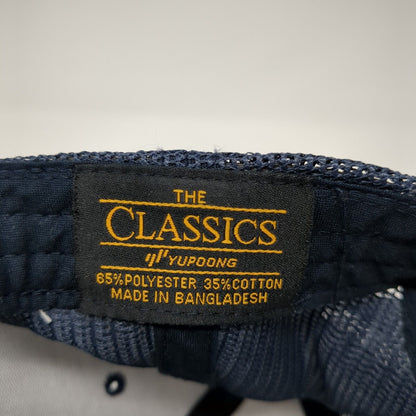 THE
CLASSICS
YUPOONG
65%POLYESTER 35%COTTON
MADE IN BANGLADESH